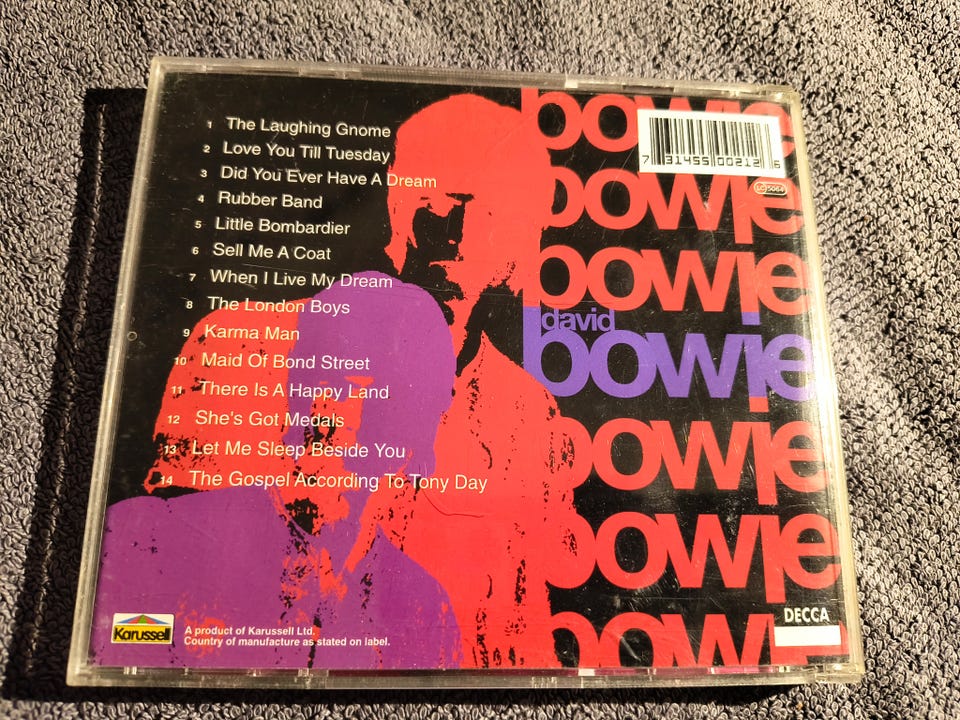 1 The Laughing Gnome
2 Love You Till Tuesday
3 Did You Ever Have A Dream
4 Rubber Band
5 Little Bombardier
6 Sell Me A Coat
7 When I Live My Dream
8 The London Boys
9 Karma Man
10 Maid Of Bond Street
11 There Is A Happy Land
12 She's Got Medals
13 Let Me Sleep Beside You
14 The Gospel According To Tony Day
bowie
7 31455 00212 6
bowie
LC 5064
bowie
david
bowie
bowie
bowie
bowie
DECCA
Karussell
A product of Karussell Ltd.
Country of manufacture as stated on label.